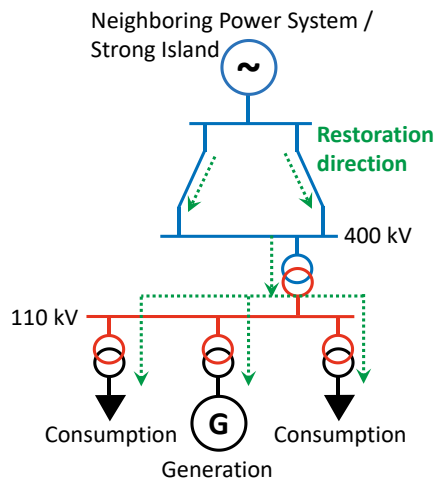 Neighboring Power System /
Strong Island
~
Restoration
direction
400 kV
110 kV
G
Consumption
Consumption
Generation